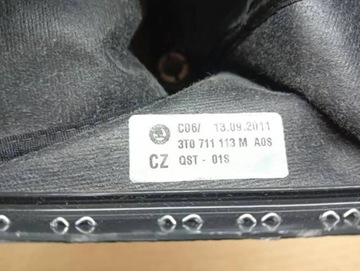 C06/ 13.09.2011
3T0 711 113 M A0S
CZ QST - 01S